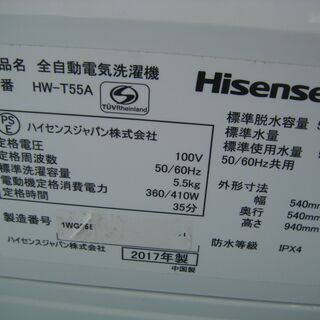 品名 全自動電気洗濯機
番 HW-T55A
TÜVRheinland
Hisense
PS
E
ハイセンスジャパン株式会社
定格電圧 100V
定格周波数 50/60Hz
標準洗濯容量 5.5kg
電動機定格消費電力 360/410W
定格時間 35分
製造番号
ハイセンスジャパン株式会社
2017年製
中国製
標準脱水容量
標準水量
標準使用水量
50/60Hz共用
外形寸法
幅 540mm
奥行 540mm
高さ 940mm
防水等級 IPX4